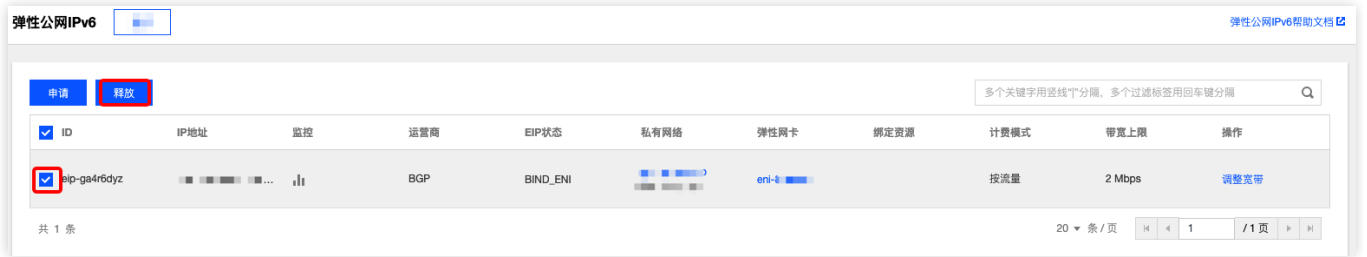 弹性公网IPv6
弹性公网IPv6帮助文档
申请 释放 多个关键字用竖线"|"分隔，多个过滤标签用回车键分隔
ID IP地址 监控 运营商 EIP状态 私有网络 弹性网卡 绑定资源 计费模式 带宽上限 操作
eip-ga4r6dyz ... BGP BIND_ENI eni- 按流量 2 Mbps 调整宽带
共 1 条 20 条 / 页 1 / 1 页